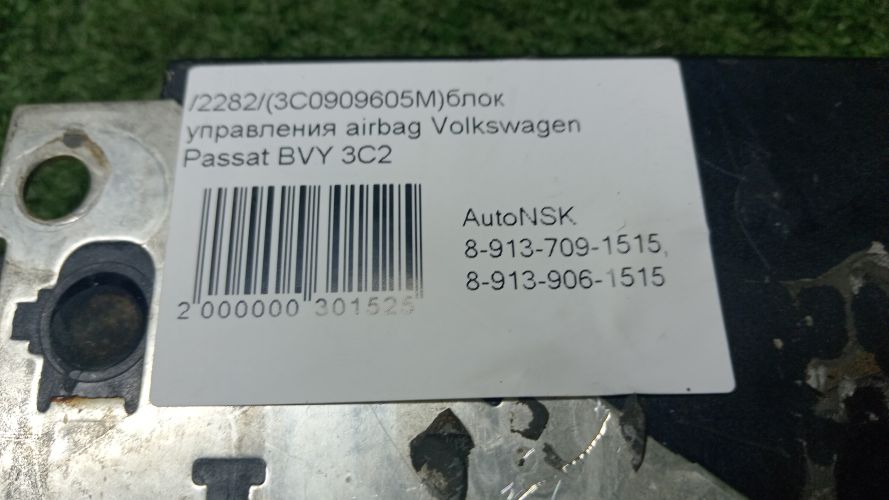 /2282/(3C0909605M)блок
управления airbag Volkswagen
Passat BVY 3C2
AutoNSK
8-913-709-1515,
8-913-906-1515
2 000000 301525